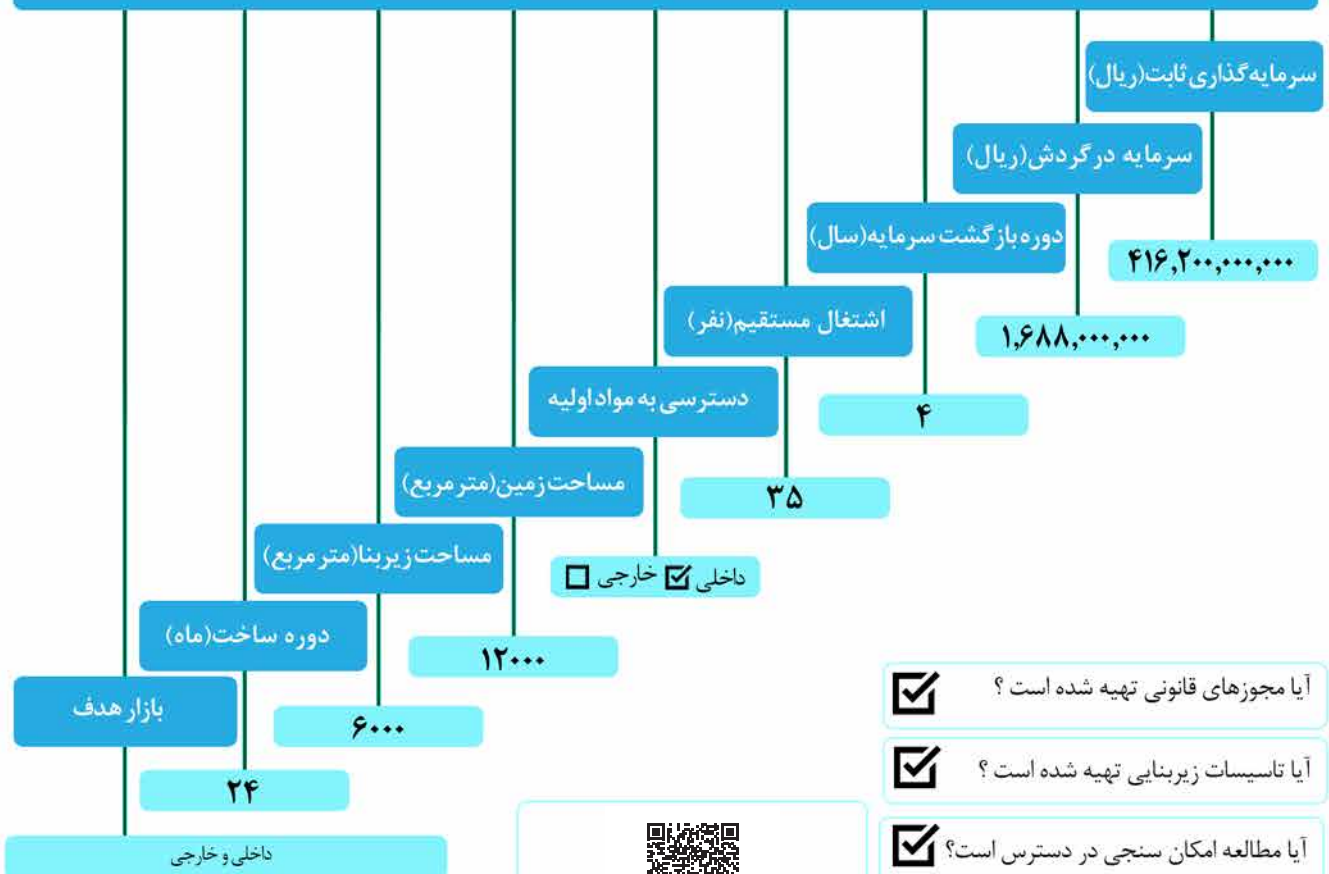 سرمایه‌گذاری ثابت(ریال)
۴۱۶,۲۰۰,۰۰۰,۰۰۰
سرمایه در گردش(ریال)
۱,۶۸۸,۰۰۰,۰۰۰
دوره بازگشت سرمایه(سال)
۴
اشتغال مستقیم(نفر)
۳۵
دسترسی به مواد اولیه
داخلی ☑ خارجی ☐
مساحت زمین(متر مربع)
۱۲۰۰۰
مساحت زیربنا(متر مربع)
۶۰۰۰
دوره ساخت(ماه)
۲۴
بازار هدف
داخلی و خارجی
آیا مجوزهای قانونی تهیه شده است ؟ ☑
آیا تاسیسات زیربنایی تهیه شده است ؟ ☑
آیا مطالعه امکان سنجی در دسترس است؟ ☑